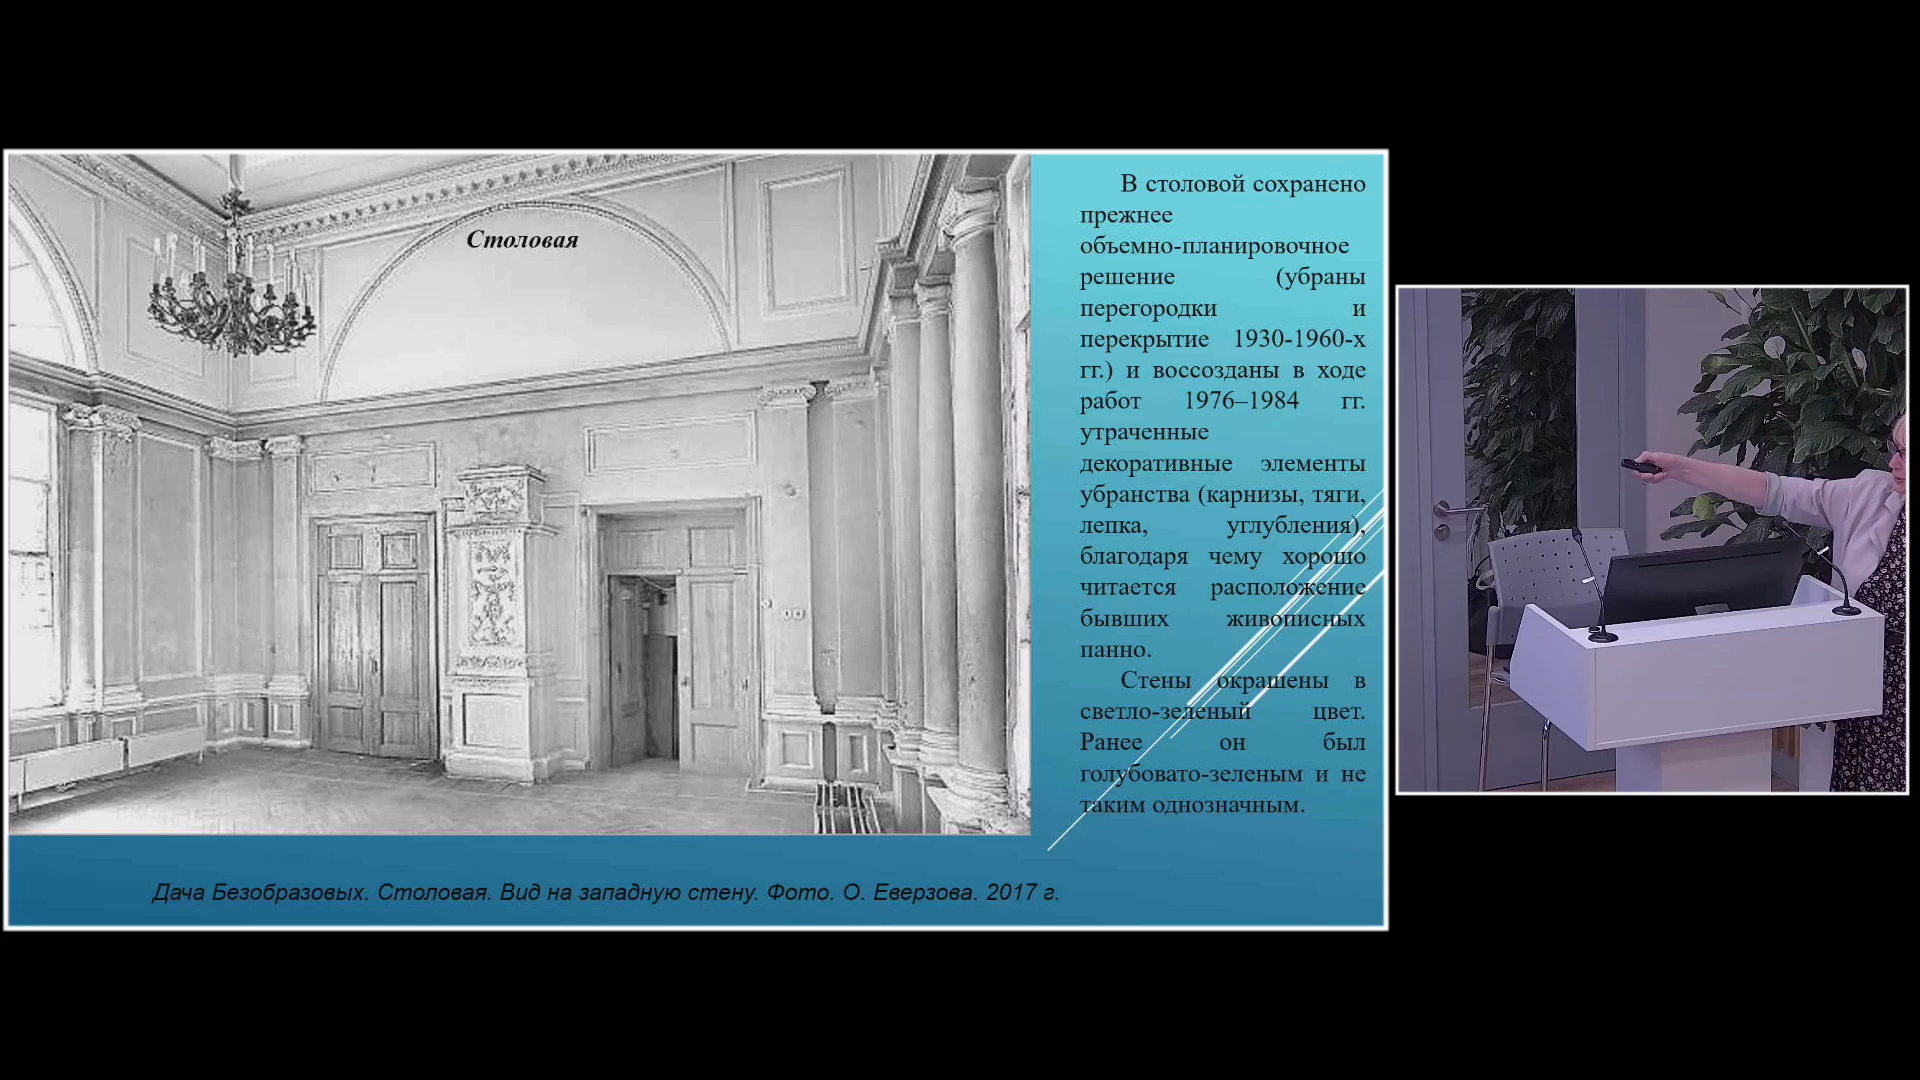 Столовая
В столовой сохранено
прежнее
объемно-планировочное
решение (убраны
перегородки и
перекрытие 1930-1960-х
гг.) и воссозданы в ходе
работ 1976–1984 гг.
утраченные
декоративные элементы
убранства (карнизы, тяги,
лепка, углубления),
благодаря чему хорошо
читается расположение
бывших живописных
панно.
Стены окрашены в
светло-зеленый цвет.
Ранее он был
голубовато-зеленым и не
таким однозначным.
Дача Безобразовых. Столовая. Вид на западную стену. Фото. О. Еверзова. 2017 г.